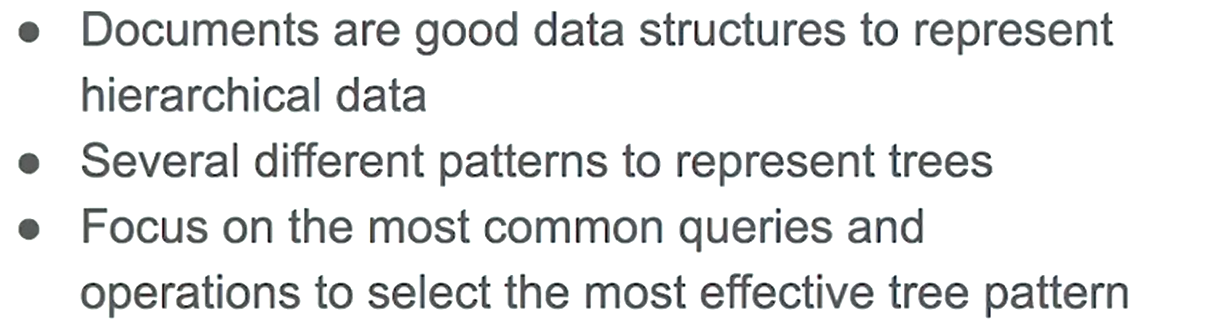 ● Documents are good data structures to represent
hierarchical data
● Several different patterns to represent trees
● Focus on the most common queries and
operations to select the most effective tree pattern